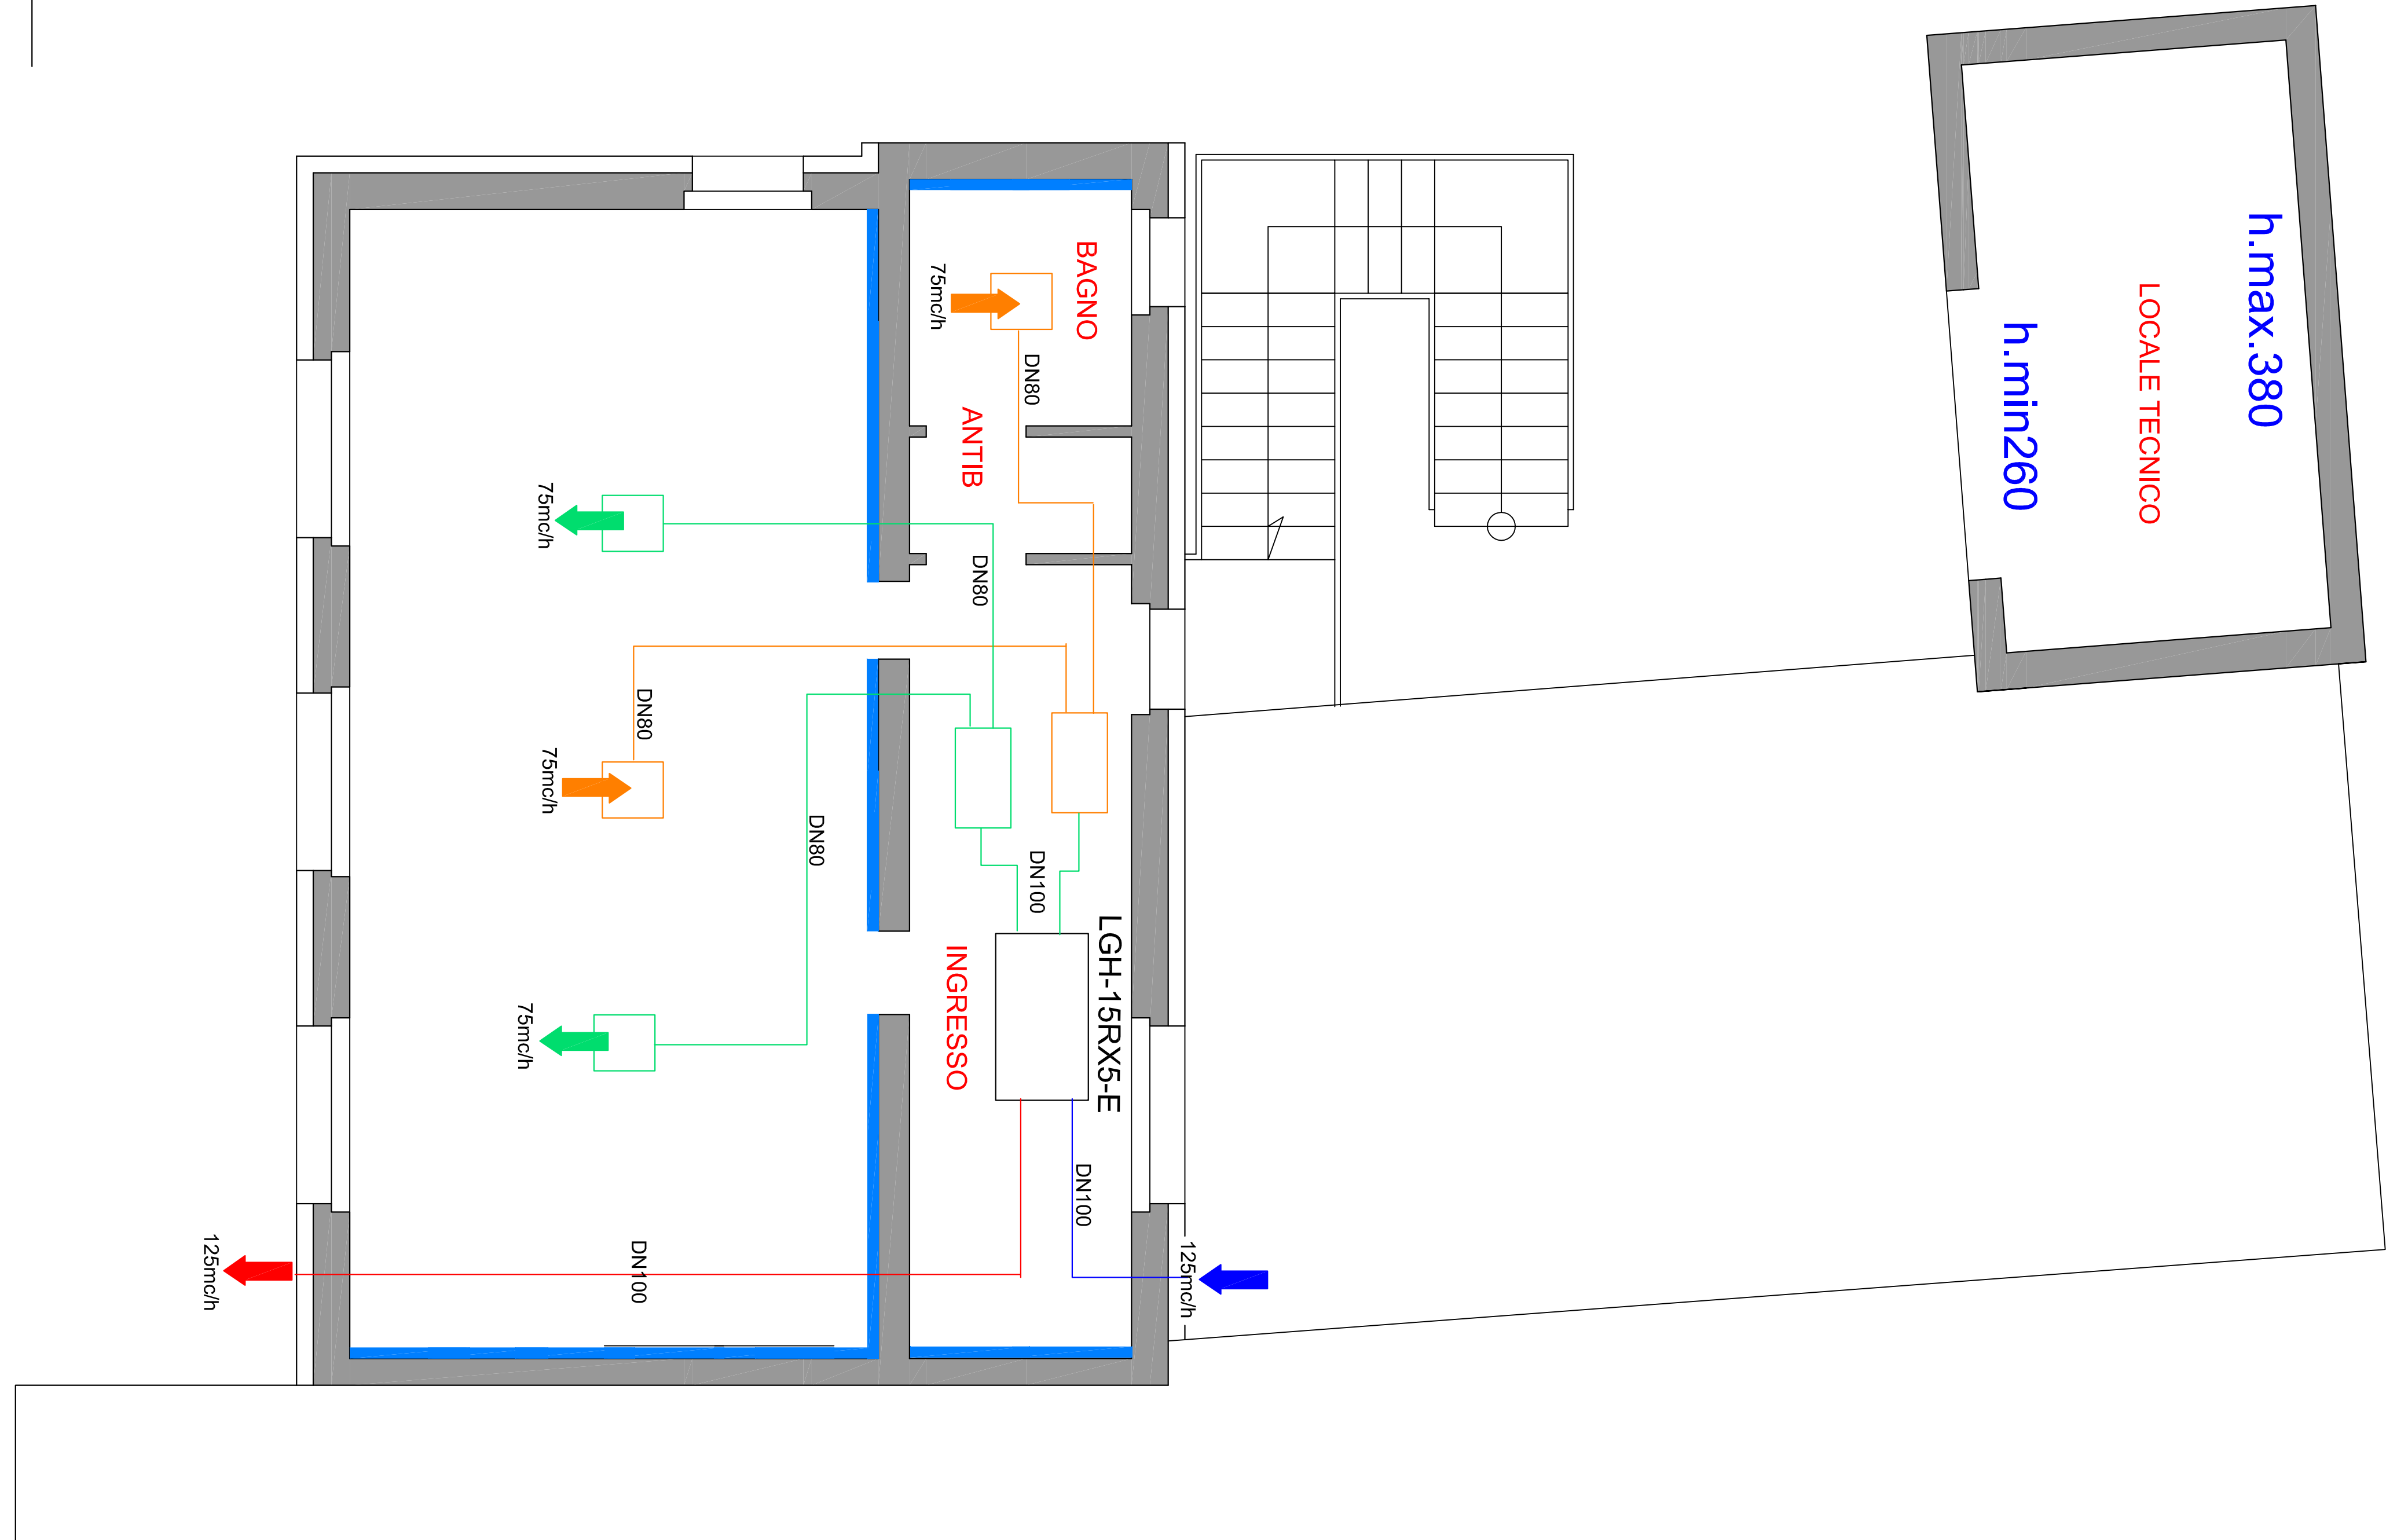 h.max.380
LOCALE TECNICO
h.min260
BAGNO
75mc/h
DN80
ANTIB
75mc/h
DN80
DN80
75mc/h
DN80
DN100
LGH-15RX5-E
INGRESSO
75mc/h
DN100
125mc/h
DN100
125mc/h